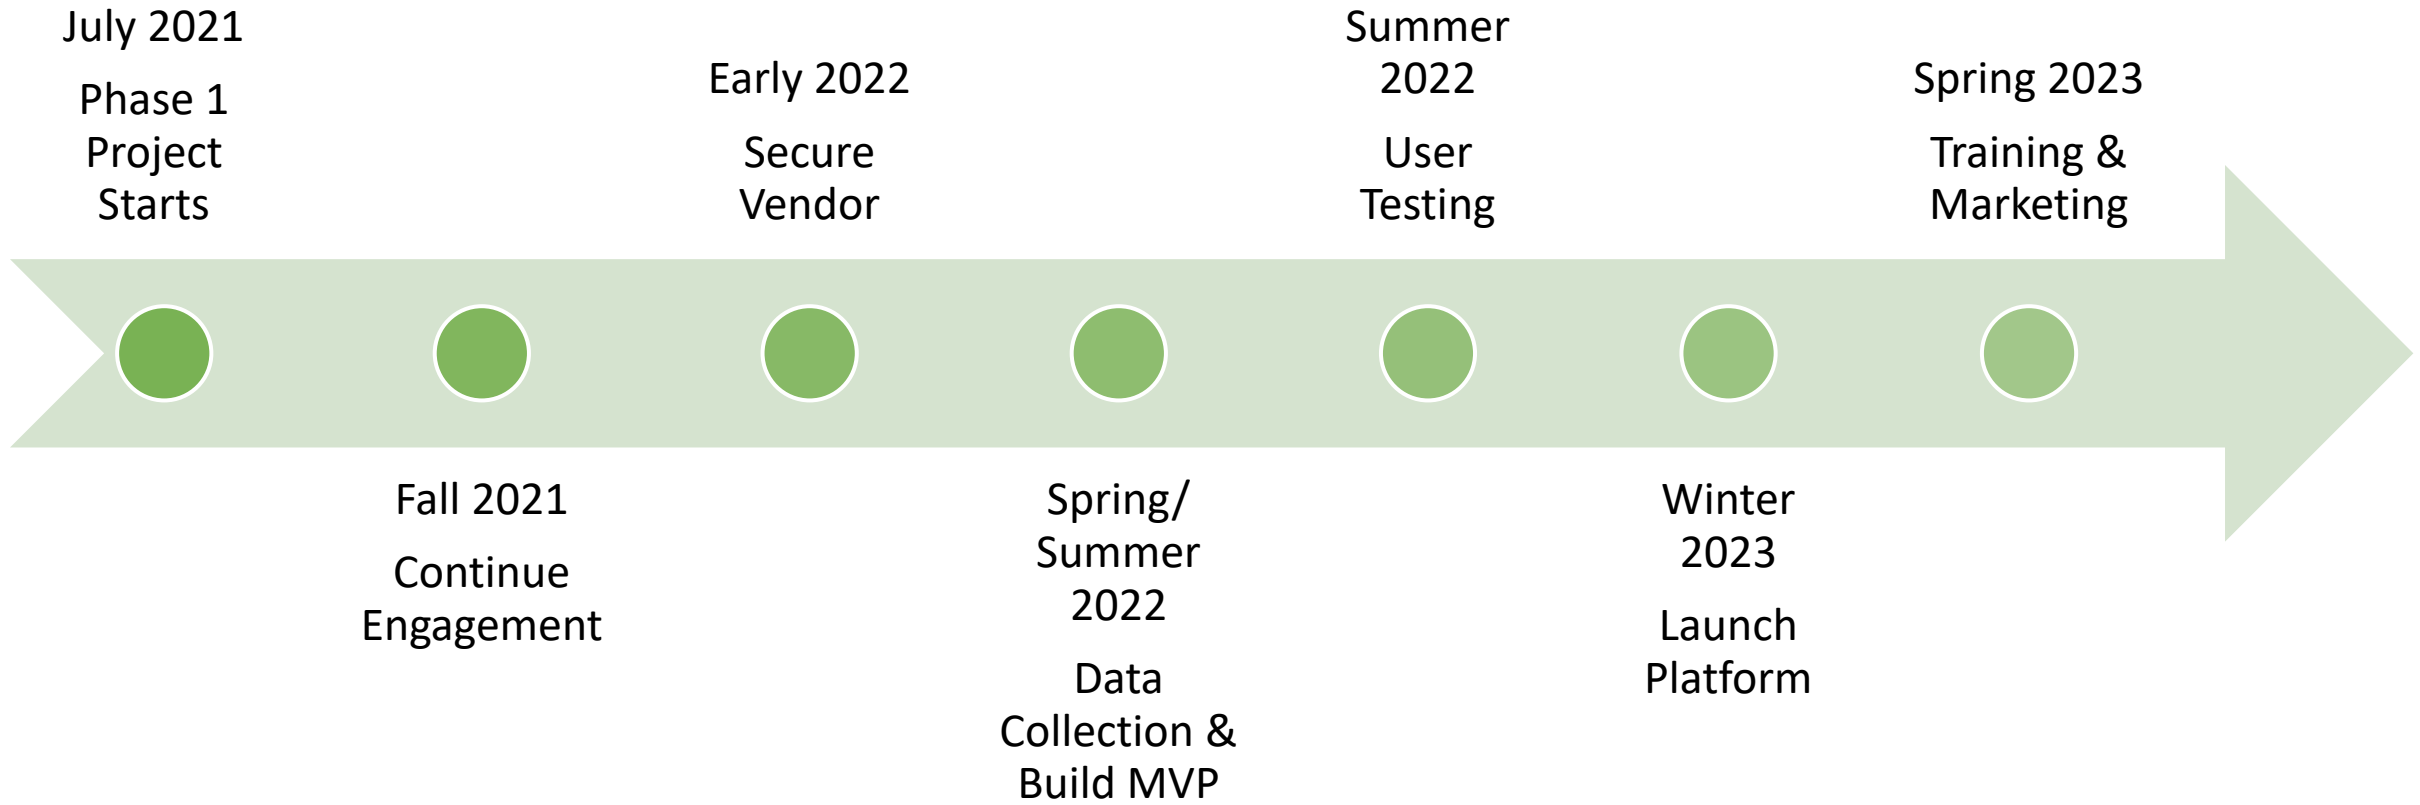 July 2021
Phase 1
Project
Starts
Fall 2021
Continue
Engagement
Early 2022
Secure
Vendor
Spring/
Summer
2022
Data
Collection &
Build MVP
Summer
2022
User
Testing
Winter
2023
Launch
Platform
Spring 2023
Training &
Marketing